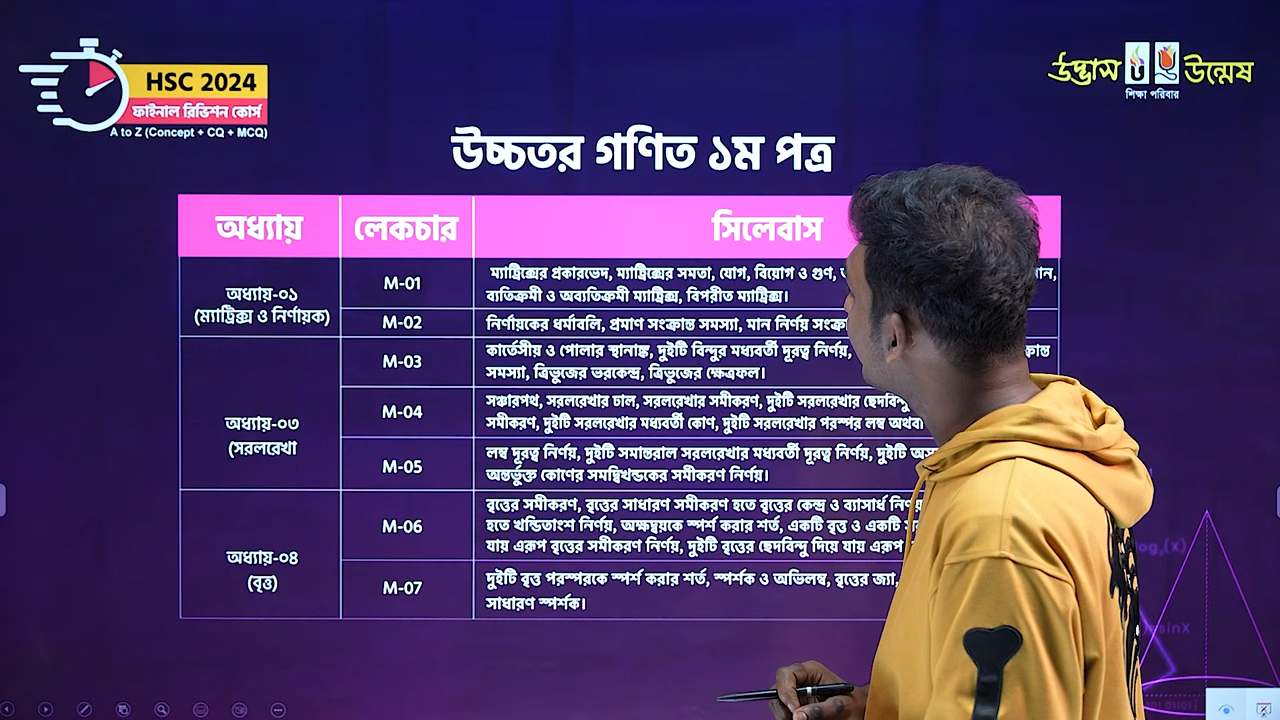 HSC 2024
ফাইনাল রিভিশন কোর্স
A to Z (Concept + CQ + MCQ)
উদ্ভাস উন্মেষ
শিক্ষা পরিবার
উচ্চতর গণিত ১ম পত্র
অধ্যায় লেকচার সিলেবাস
অধ্যায়-০১
(ম্যাট্রিক্স ও নির্ণায়ক)
M-01
ম্যাট্রিক্সের প্রকারভেদ, ম্যাট্রিক্সের সমতা, যোগ, বিয়োগ ও গুণ,
ব্যতিক্রমী ও অব্যতিক্রমী ম্যাট্রিক্স, বিপরীত ম্যাট্রিক্স।
M-02
নির্ণায়কের ধর্মাবলি, প্রমাণ সংক্রান্ত সমস্যা, মান নির্ণয়
অধ্যায়-০৩
(সরলরেখা
M-03
কার্তেসীয় ও পোলার স্থানাঙ্ক, দুইটি বিন্দুর মধ্যবর্তী দূরত্ব নির্ণয়,
সমস্যা, ত্রিভুজের ভরকেন্দ্র, ত্রিভুজের ক্ষেত্রফল।
M-04
সঞ্চারপথ, সরলরেখার ঢাল, সরলরেখার সমীকরণ, দুইটি সরলরেখার
সমীকরণ, দুইটি সরলরেখার মধ্যবর্তী কোণ, দুইটি সরলরেখার পরস্পর লম্ব
M-05
লম্ব দূরত্ব নির্ণয়, দুইটি সমান্তরাল সরলরেখার মধ্যবর্তী দূরত্ব নির্ণয়, দুইটি
অন্তর্ভুক্ত কোণের সমদ্বিখন্ডকের সমীকরণ নির্ণয়।
অধ্যায়-০৪
(বৃত্ত)
M-06
বৃত্তের সমীকরণ, বৃত্তের সাধারণ সমীকরণ হতে বৃত্তের কেন্দ্র ও ব্যাসার্ধ
হতে খন্ডিতাংশ নির্ণয়, অক্ষদ্বয়কে স্পর্শ করার শর্ত, একটি বৃত্ত ও একটি
যায় এরূপ বৃত্তের সমীকরণ নির্ণয়, দুইটি বৃত্তের ছেদবিন্দু দিয়ে যায় এরূপ
M-07
দুইটি বৃত্ত পরস্পরকে স্পর্শ করার শর্ত, স্পর্শক ও অভিলম্ব, বৃত্তের জ্যা,
সাধারণ স্পর্শক।